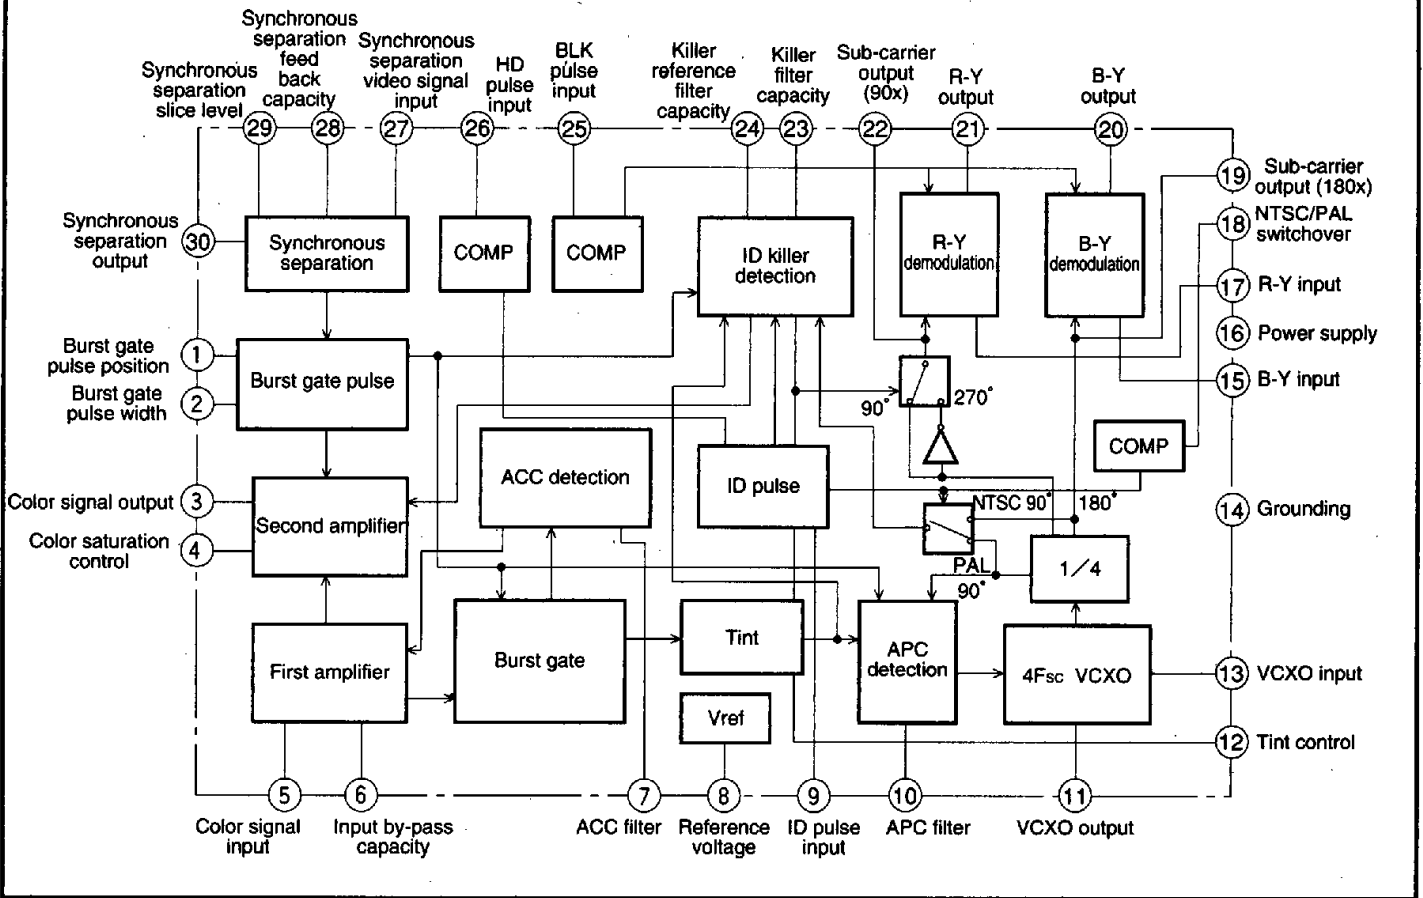 Synchronous
separation
slice level
29
Synchronous
separation
feed
back
capacity
28
Synchronous
separation
video signal
input
27
HD
pulse
input
26
BLK
pulse
input
25
Killer
reference
filter
capacity
24
Killer
filter
capacity
23
Sub-carrier
output
(90x)
22
R-Y
output
21
B-Y
output
20
19
Sub-carrier
output (180x)
18
NTSC/PAL
switchover
17
R-Y input
16
Power supply
15
B-Y input
14
Grounding
13
VCXO input
12
Tint control
Synchronous
separation
output
30
Burst gate
pulse position
1
Burst gate
pulse width
2
Color signal output
3
Color saturation
control
4
Synchronous
separation
COMP
COMP
ID killer
detection
R-Y
demodulation
B-Y
demodulation
Burst gate pulse
90°
270°
COMP
ACC detection
ID pulse
Second amplifier
NTSC 90°
180°
PAL
90°
1/4
First amplifier
Burst gate
Tint
APC
detection
4FSC VCXO
Vref
5
Color signal
input
6
Input by-pass
capacity
7
ACC filter
8
Reference
voltage
9
ID pulse
input
10
APC filter
11
VCXO output